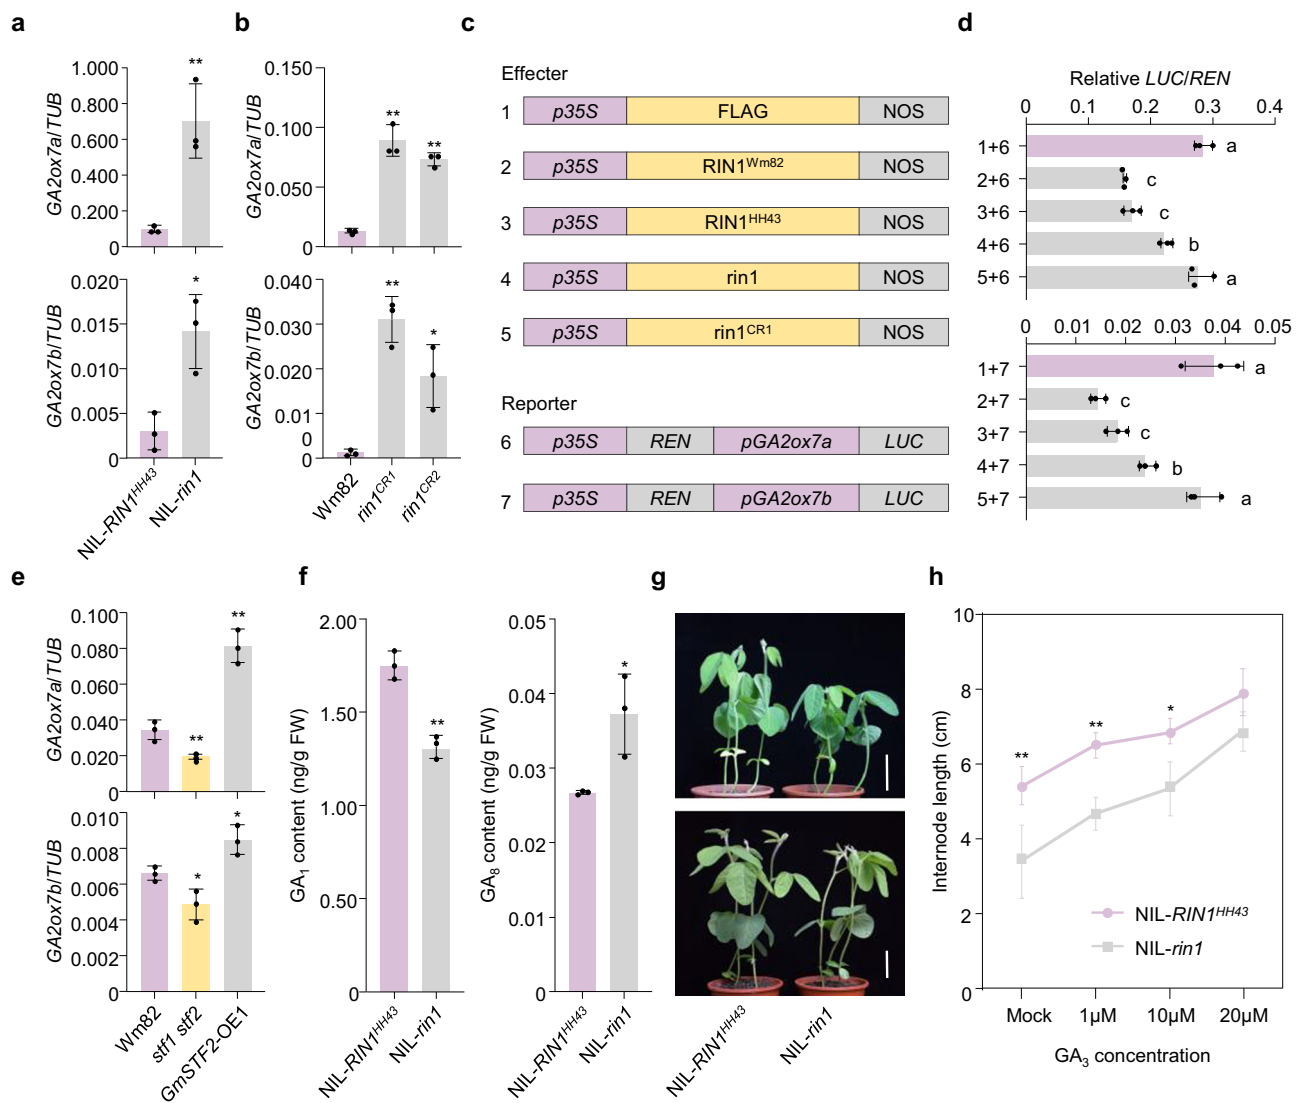 a
GA2ox7a/TUB
1.000
0.800
0.600
0.400
0.200
0
**
GA2ox7b/TUB
0.020
0.015
0.010
0.005
0
*
NIL-RIN1HH43
NIL-rin1
b
GA2ox7a/TUB
0.150
0.100
0.050
0
**
**
GA2ox7b/TUB
0.040
0.030
0.020
0.01
0
0
**
*
Wm82
rin1CR1
rin1CR2
c
Effecter
1 p35S FLAG NOS
2 p35S RIN1Wm82 NOS
3 p35S RIN1HH43 NOS
4 p35S rin1 NOS
5 p35S rin1CR1 NOS
Reporter
6 p35S REN pGA2ox7a LUC
7 p35S REN pGA2ox7b LUC
d
Relative LUC/REN
0 0.1 0.2 0.3 0.4
1+6 a
2+6 c
3+6 c
4+6 b
5+6 a
0 0.01 0.02 0.03 0.04 0.05
1+7 a
2+7 c
3+7 c
4+7 b
5+7 a
e
GA2ox7a/TUB
0.100
0.080
0.060
0.040
0.020
0
**
**
GA2ox7b/TUB
0.010
0.008
0.006
0.004
0.002
0
*
*
Wm82
stf1 stf2
GmSTF2-OE1
f
GA1 content (ng/g FW)
2.00
1.50
1.00
0.50
0
**
NIL-RIN1HH43
NIL-rin1
GA8 content (ng/g FW)
0.05
0.04
0.03
0.02
0.01
0
*
NIL-RIN1HH43
NIL-rin1
g
NIL-RIN1HH43
NIL-rin1
h
Internode length (cm)
10
8
6
4
2
0
**
**
*
NIL-RIN1HH43
NIL-rin1
Mock 1μM 10μM 20μM
GA3 concentration